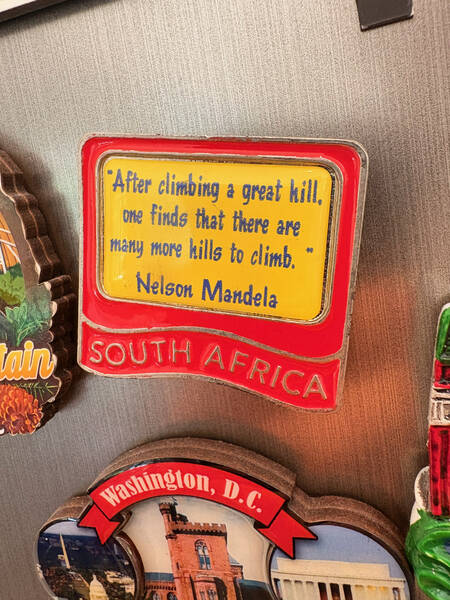 "After climbing a great hill,
one finds that there are
many more hills to climb. "
Nelson Mandela
SOUTH AFRICA
tain
Washington, D.C.